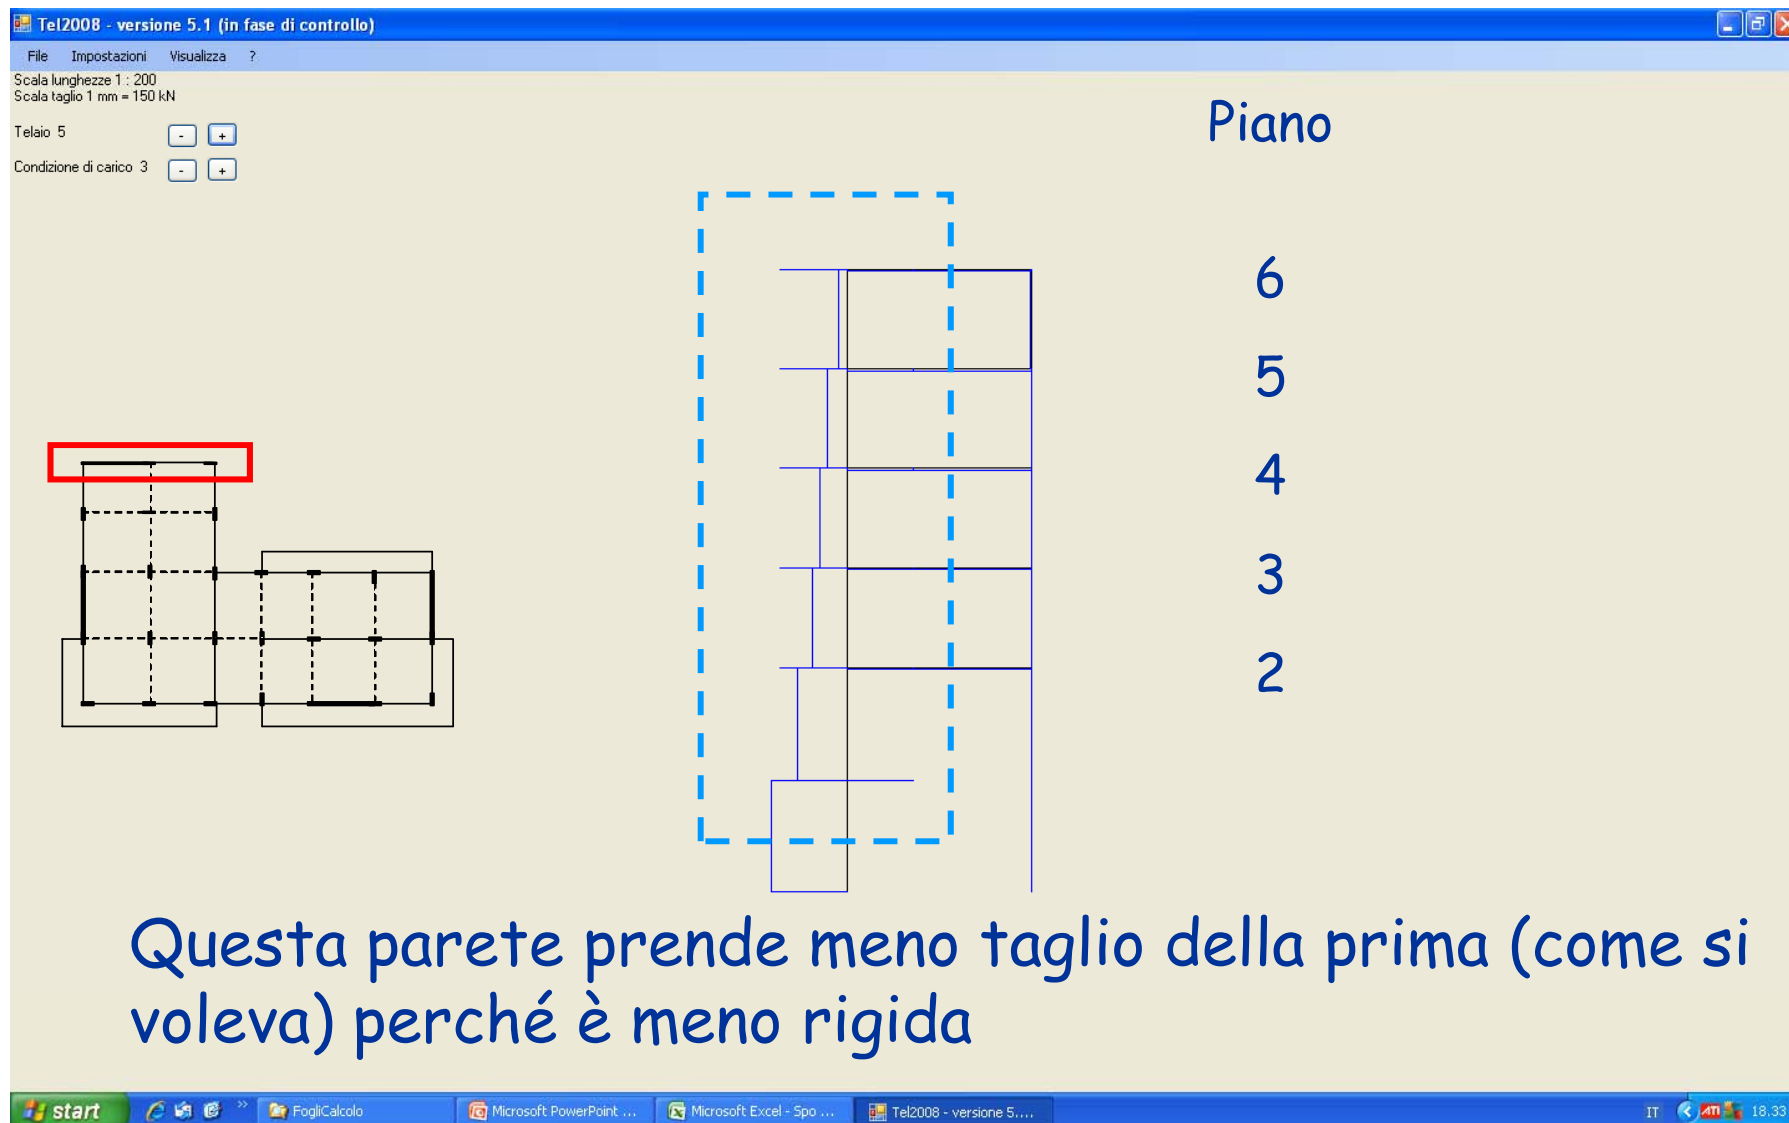 Tel2008 - versione 5.1 (in fase di controllo)
File Impostazioni Visualizza ?
Scala lunghezze 1 : 200
Scala taglio 1 mm = 150 kN
Telaio 5 - +
Condizione di carico 3 - +
Piano
6
5
4
3
2
Questa parete prende meno taglio della prima (come si
voleva) perché è meno rigida
start » FogliCalcolo Microsoft PowerPoint ... Microsoft Excel - Spo ... Tel2008 - versione 5.... IT ATI 18.33